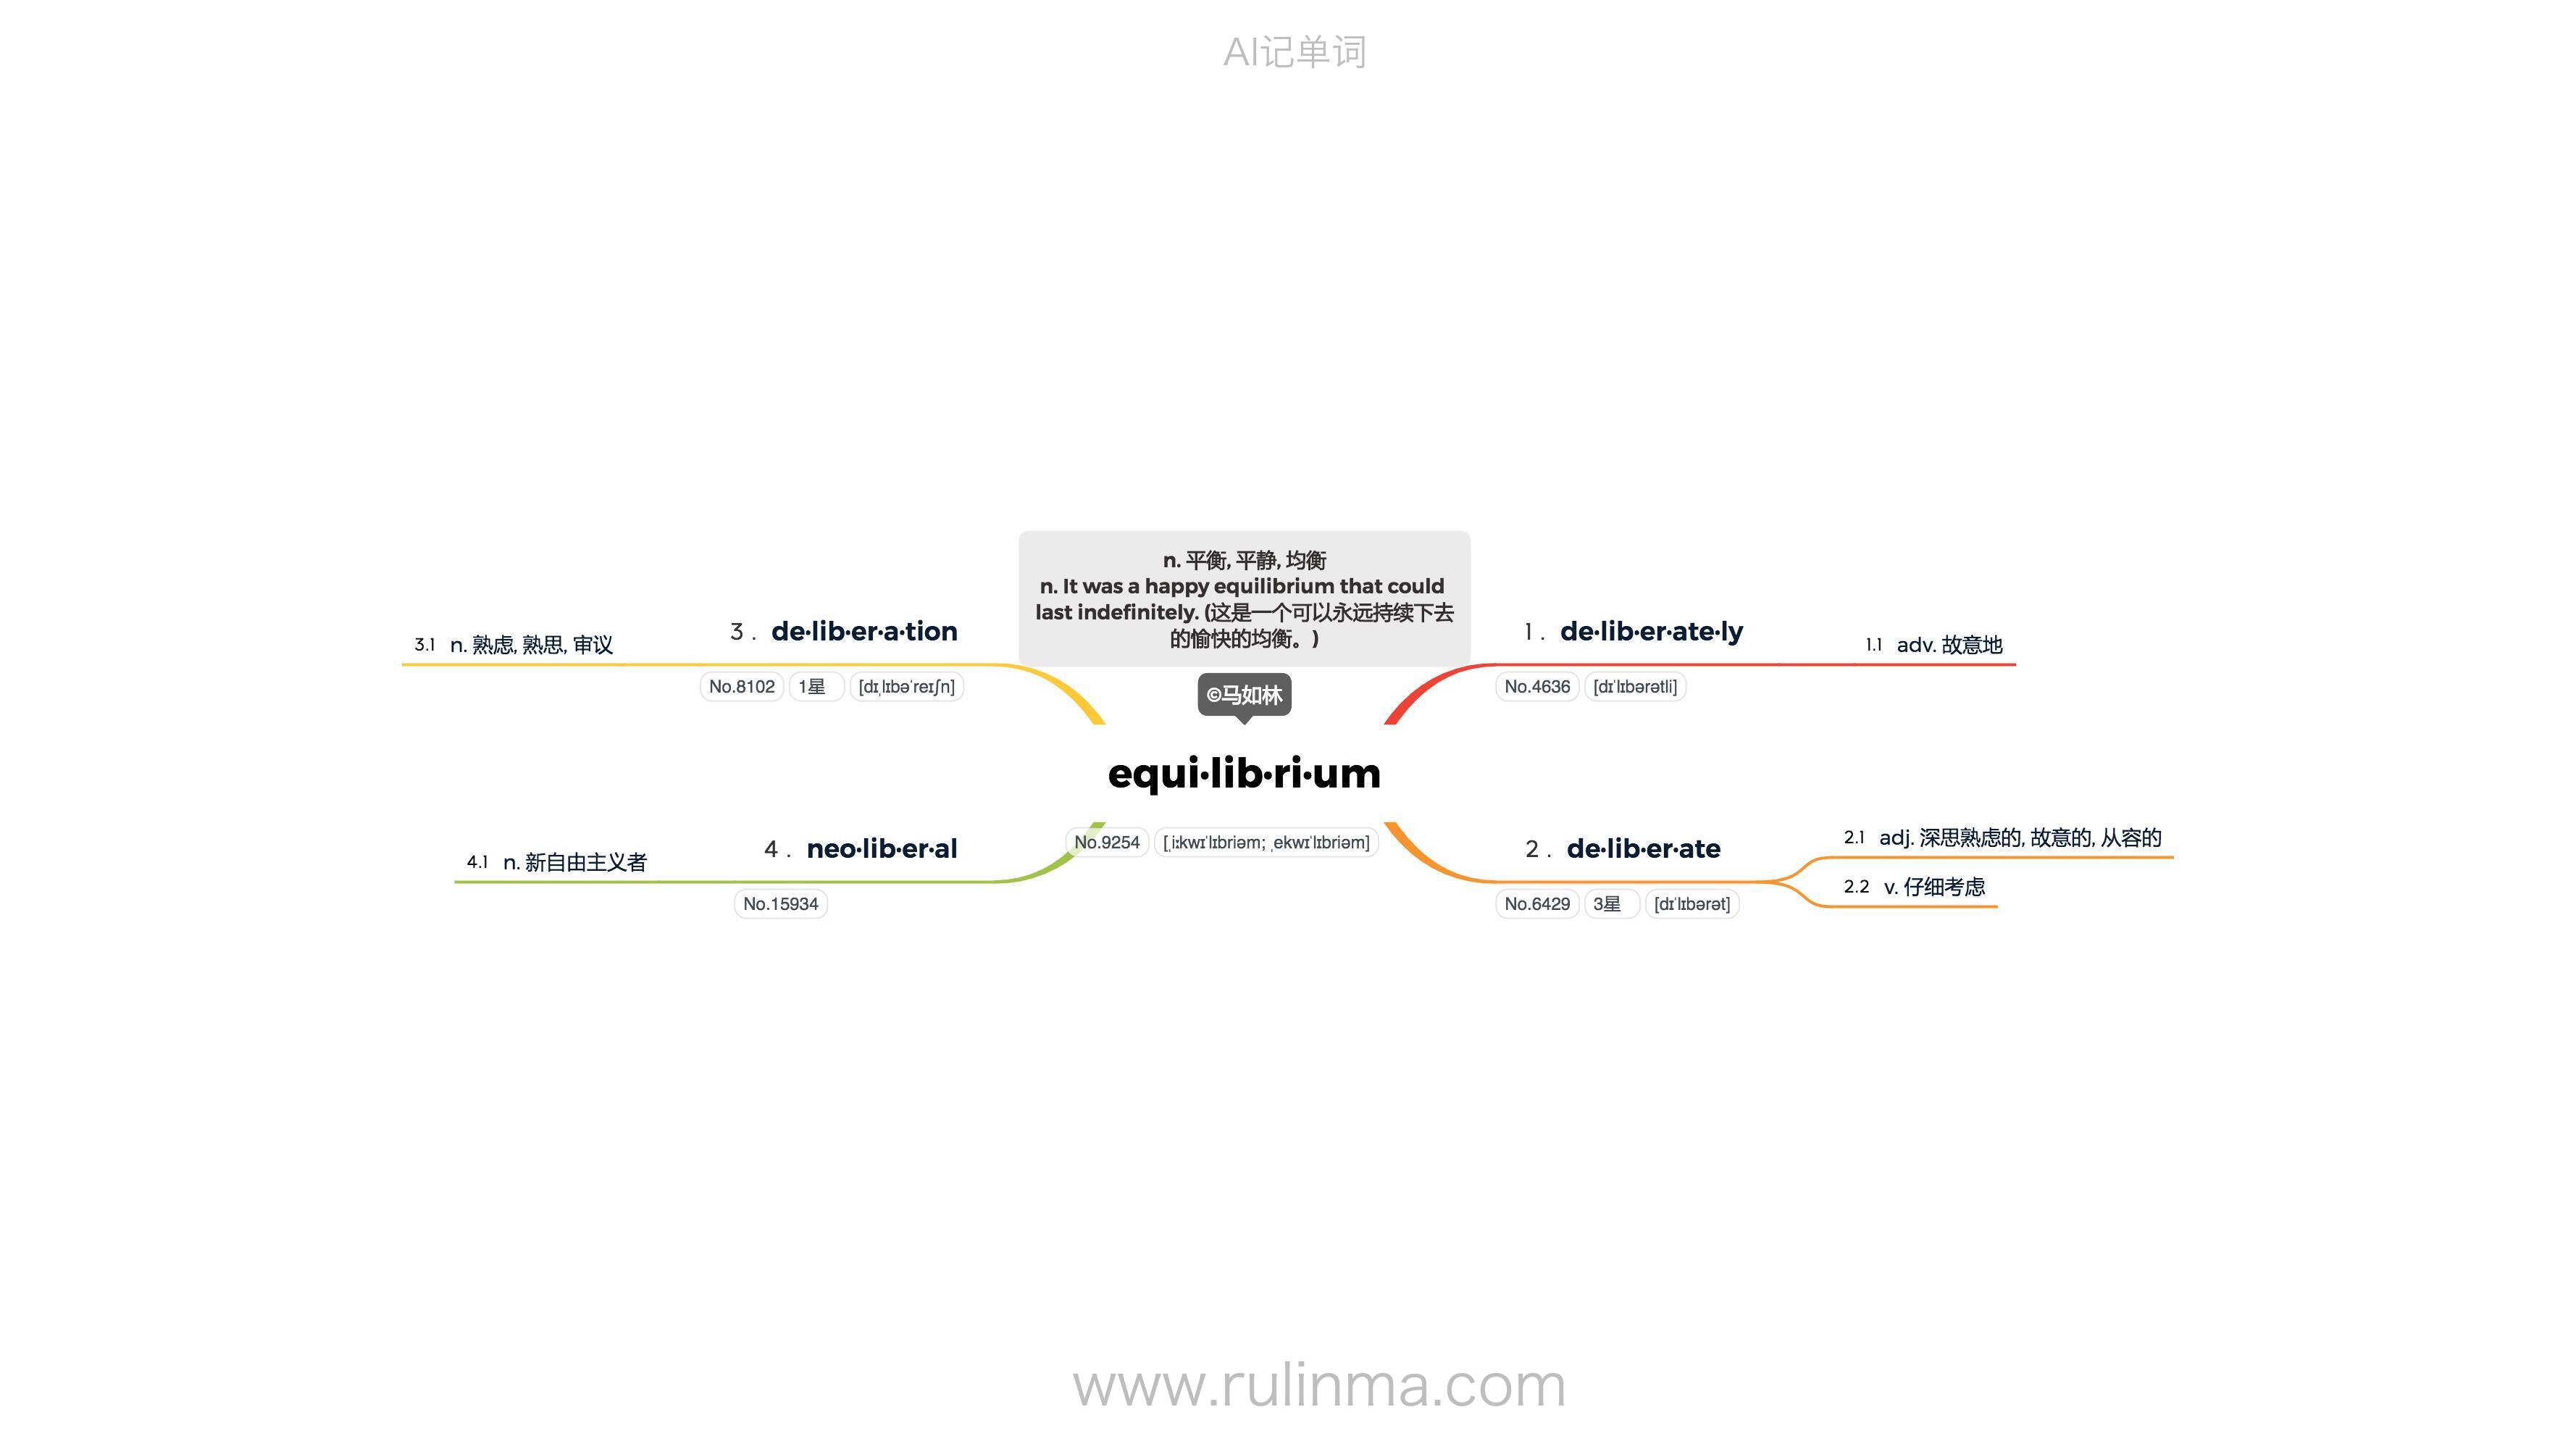 AI记单词
n. 平衡, 平静, 均衡
n. It was a happy equilibrium that could
last indefinitely. (这是一个可以永远持续下去
的愉快的均衡。)
©马如林
equi·lib·ri·um
No.9254 [ˌiːkwɪˈlɪbriəm; ˌekwɪˈlɪbriəm]
1 . de·lib·er·ate·ly
No.4636 [dɪˈlɪbərətli]
1.1 adv. 故意地
2 . de·lib·er·ate
No.6429 3星 [dɪˈlɪbərət]
2.1 adj. 深思熟虑的, 故意的, 从容的
2.2 v. 仔细考虑
3 . de·lib·er·a·tion
No.8102 1星 [dɪˌlɪbəˈreɪʃn]
3.1 n. 熟虑, 熟思, 审议
4 . neo·lib·er·al
No.15934
4.1 n. 新自由主义者
www.rulinma.com